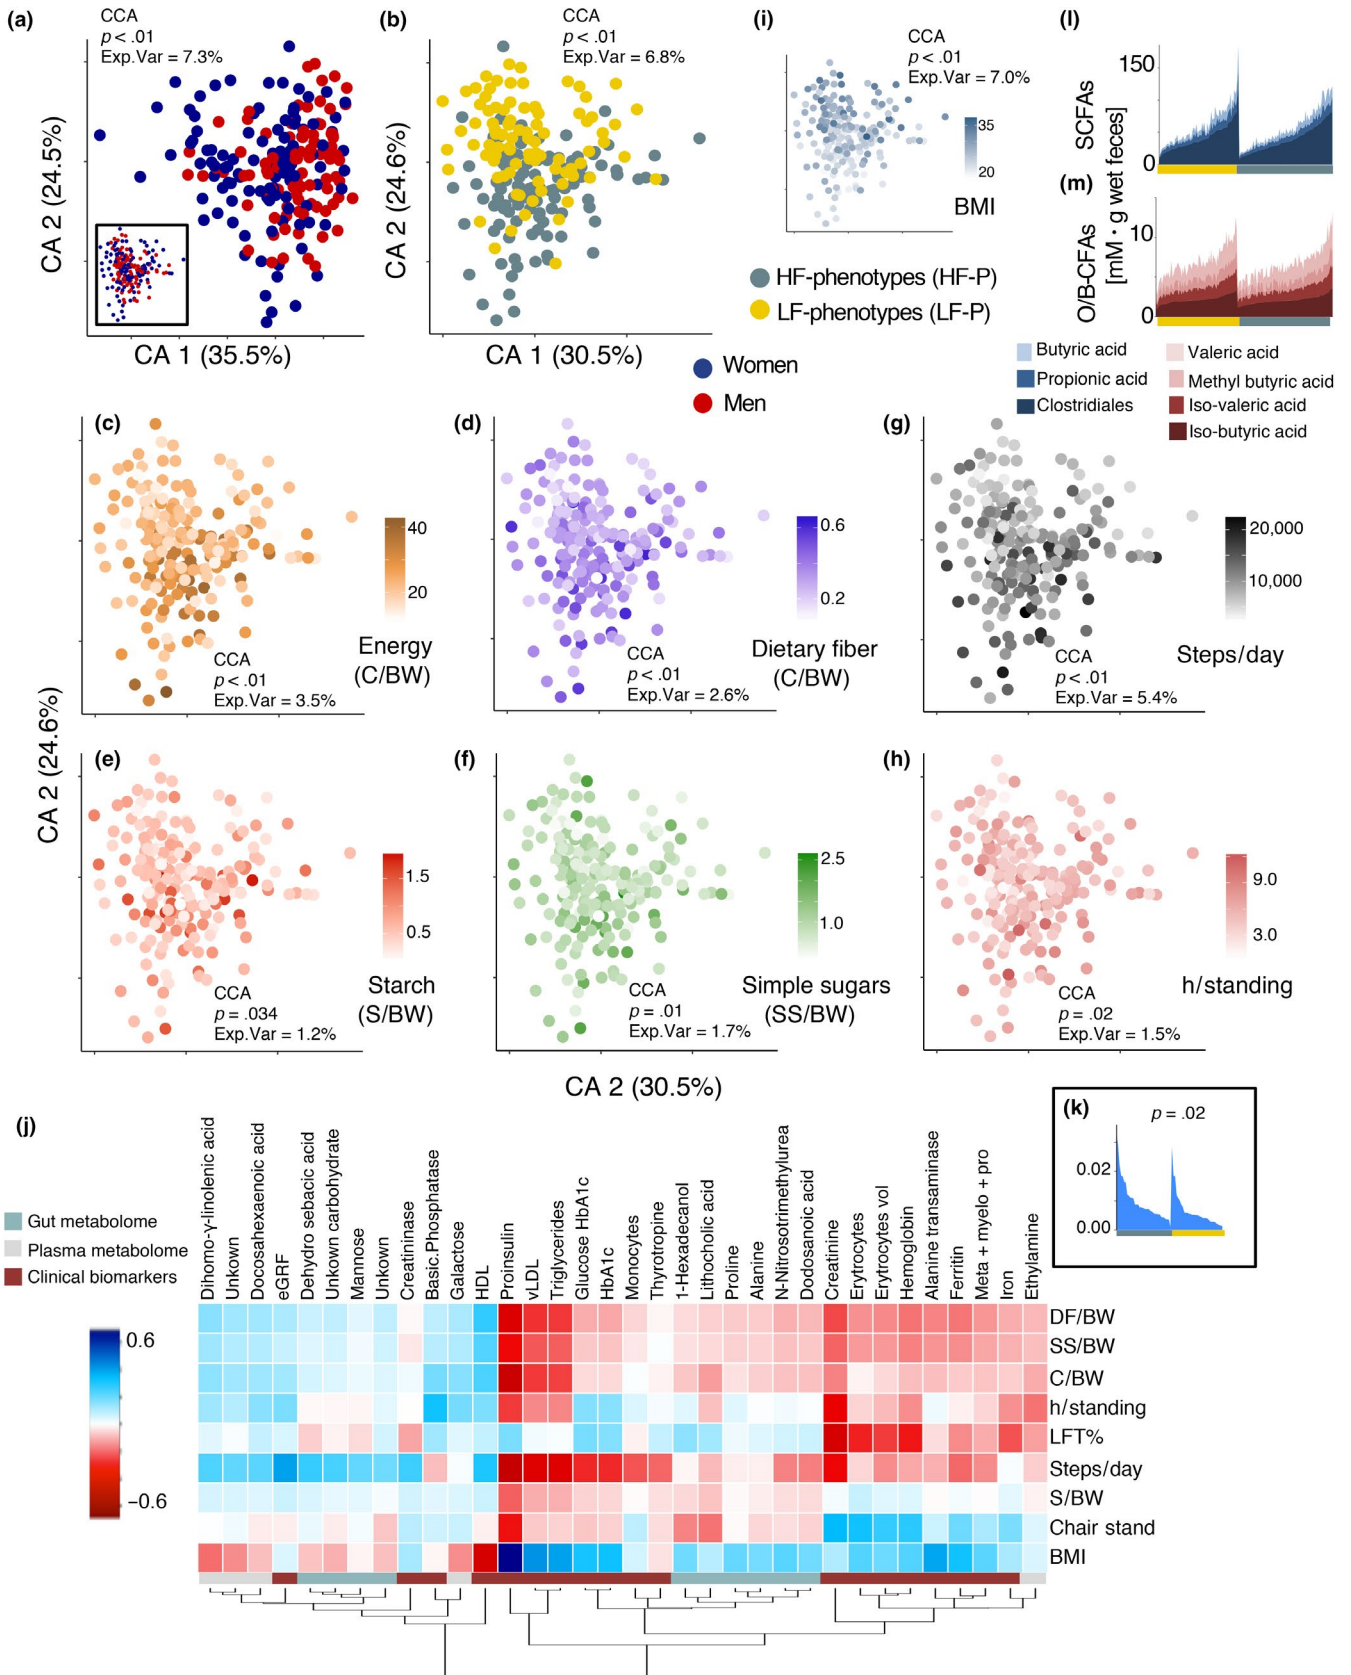 (a)
CCA
p < .01
Exp.Var = 7.3%
CA 2 (24.5%)
CA 1 (35.5%)
(b)
CCA
p < .01
Exp.Var = 6.8%
CA 2 (24.6%)
CA 1 (30.5%)
(i)
CCA
p < .01
Exp.Var = 7.0%
35
20
BMI
HF-phenotypes (HF-P)
LF-phenotypes (LF-P)
Women
Men
(l)
150
0
SCFAs
(m)
10
0
O/B-CFAs
[mM · g wet feces]
Butyric acid
Propionic acid
Clostridiales
Valeric acid
Methyl butyric acid
Iso-valeric acid
Iso-butyric acid
(c)
40
20
Energy
(C/BW)
CCA
p < .01
Exp.Var = 3.5%
(d)
0.6
0.2
Dietary fiber
(C/BW)
CCA
p < .01
Exp.Var = 2.6%
(g)
20,000
10,000
Steps/day
CCA
p < .01
Exp.Var = 5.4%
CA 2 (24.6%)
(e)
1.5
0.5
Starch
(S/BW)
CCA
p = .034
Exp.Var = 1.2%
(f)
2.5
1.0
Simple sugars
(SS/BW)
CCA
p = .01
Exp.Var = 1.7%
(h)
9.0
3.0
h/standing
CCA
p = .02
Exp.Var = 1.5%
CA 2 (30.5%)
(j)
Gut metabolome
Plasma metabolome
Clinical biomarkers
0.6
−0.6
Dihomo-γ-linolenic acid
Unkown
Docosahexaenoic acid
eGRF
Dehydro sebacic acid
Unkown carbohydrate
Mannose
Unkown
Creatininase
Basic.Phosphatase
Galactose
HDL
Proinsulin
vLDL
Triglycerides
Glucose HbA1c
HbA1c
Monocytes
Thyrotropine
1-Hexadecanol
Lithocholic acid
Proline
Alanine
N-Nitrosotrimethylurea
Dodosanoic acid
Creatinine
Erytrocetes
Erytrocetes vol
Hemoglobin
Alanine transaminase
Ferritin
Meta + myelo + pro
Iron
Ethylamine
DF/BW
SS/BW
C/BW
h/standing
LFT%
Steps/day
S/BW
Chair stand
BMI
(k)
p = .02
0.02
0.00